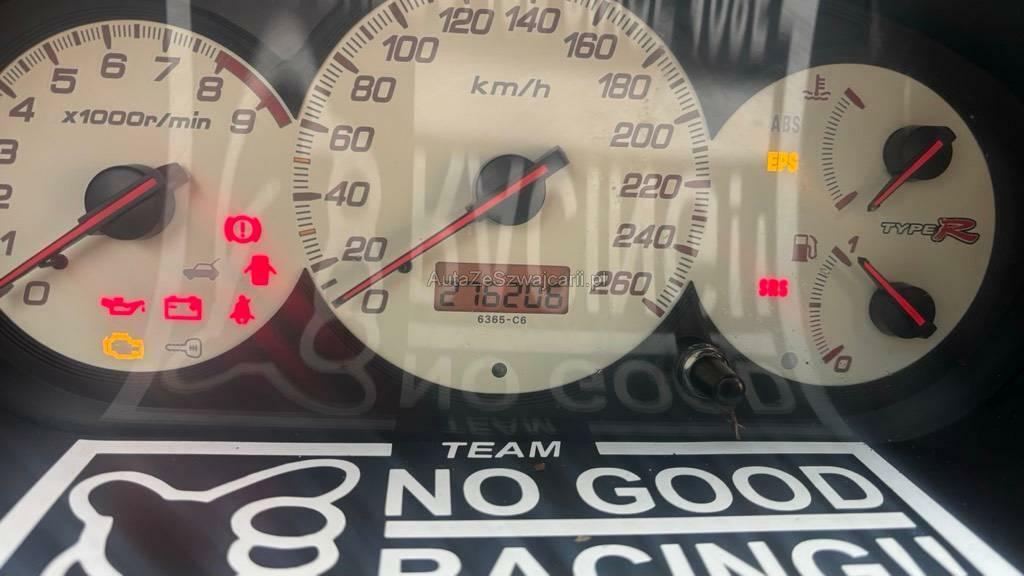 1 2 3 4 5 6 7 8 9
0
x1000r/min
0 20 40 60 80 100 120 140 160 180 200 220 240 260
km/h
276206
6365-C6
AutaZeSzwajcarii.pl
ABS
EPS
TYPE R
SRS
1
0
TEAM
NO GOOD
RACING!!